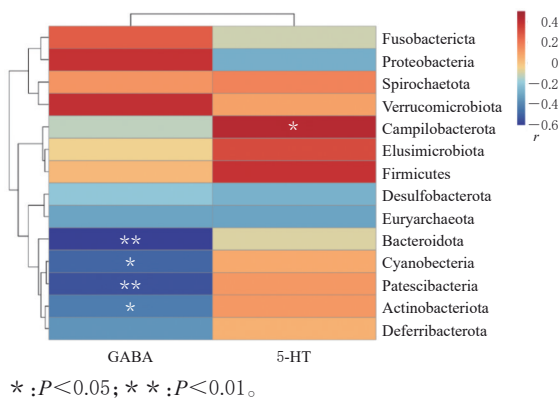 Fusobactericta
Proteobacteria
Spirochaetota
Verrucomicrobiota
* Campilobacterota
Elusimicrobiota
Firmicutes
Desulfobacterota
Euryarchaeota
** Bacteroidota
* Cyanobecteria
** Patescibacteria
* Actinobacteriota
Deferribacterota
GABA 5-HT
0.4
0.2
0
−0.2
−0.4
−0.6
r
*:P<0.05; **:P<0.01。